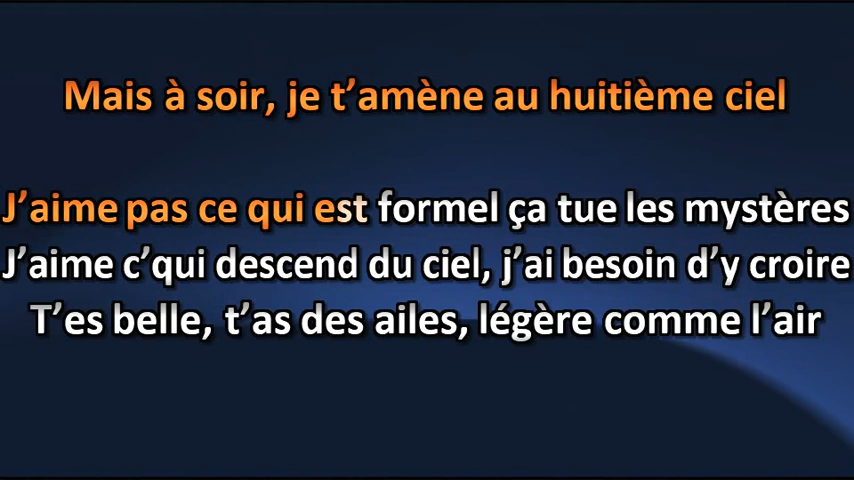 Mais à soir, je t’amène au huitième ciel
J’aime pas ce qui est formel ça tue les mystères
J’aime c’qui descend du ciel, j’ai besoin d’y croire
T’es belle, t’as des ailes, légère comme l’air